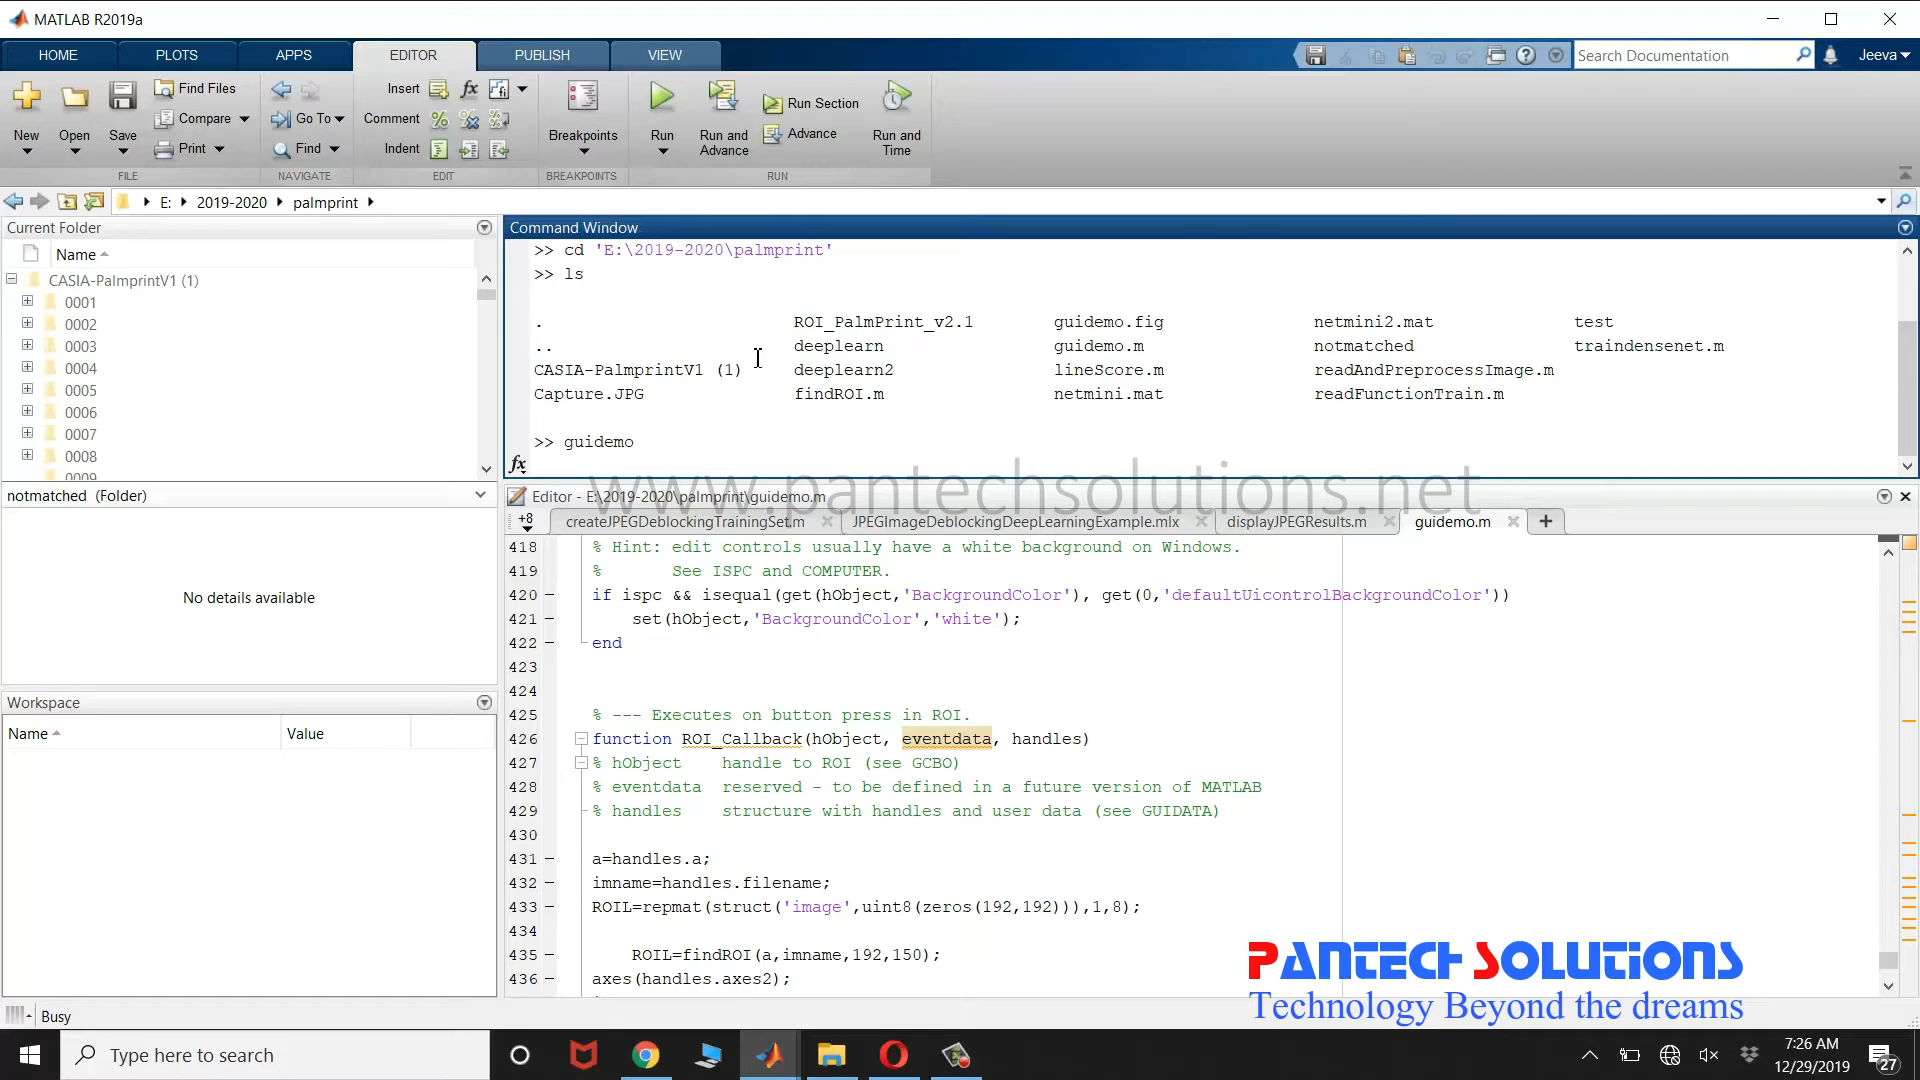 MATLAB R2019a
HOME PLOTS APPS EDITOR PUBLISH VIEW
Search Documentation
Jeeva
New
Open
Save
Find Files
Compare
Print
FILE
Go To
Find
NAVIGATE
Insert
fx
Comment
Indent
EDIT
Breakpoints
BREAKPOINTS
Run
Run and Advance
Run Section
Advance
Run and Time
RUN
E: 2019-2020 palmprint
Current Folder
Name
CASIA-PalmprintV1 (1)
0001
0002
0003
0004
0005
0006
0007
0008
0009
notmatched (Folder)
No details available
Workspace
Name Value
Command Window
>> cd 'E:\2019-2020\palmprint'
>> ls
. ROI_PalmPrint_v2.1 guidemo.fig netmini2.mat test
.. deeplearn guidemo.m notmatched traindensenet.m
CASIA-PalmprintV1 (1) deeplearn2 lineScore.m readAndPreprocessImage.m
Capture.JPG findROI.m netmini.mat readFunctionTrain.m
>> guidemo
fx
www.pantechsolutions.net
Editor - E:\2019-2020\palmprint\guidemo.m
+8 createJPEGDeblockingTrainingSet.m JPEGImageDeblockingDeepLearningExample.mlx displayJPEGResults.m guidemo.m
418 % Hint: edit controls usually have a white background on Windows.
419 % See ISPC and COMPUTER.
420 if ispc && isequal(get(hObject,'BackgroundColor'), get(0,'defaultUicontrolBackgroundColor'))
421 set(hObject,'BackgroundColor','white');
422 end
423
424
425 % --- Executes on button press in ROI.
426 function ROI_Callback(hObject, eventdata, handles)
427 % hObject handle to ROI (see GCBO)
428 % eventdata reserved - to be defined in a future version of MATLAB
429 % handles structure with handles and user data (see GUIDATA)
430
431 a=handles.a;
432 imname=handles.filename;
433 ROIL=repmat(struct('image',uint8(zeros(192,192))),1,8);
434
435 ROIL=findROI(a,imname,192,150);
436 axes(handles.axes2);
PANTECH SOLUTIONS
Technology Beyond the dreams
Busy
Type here to search
7:26 AM
12/29/2019
27